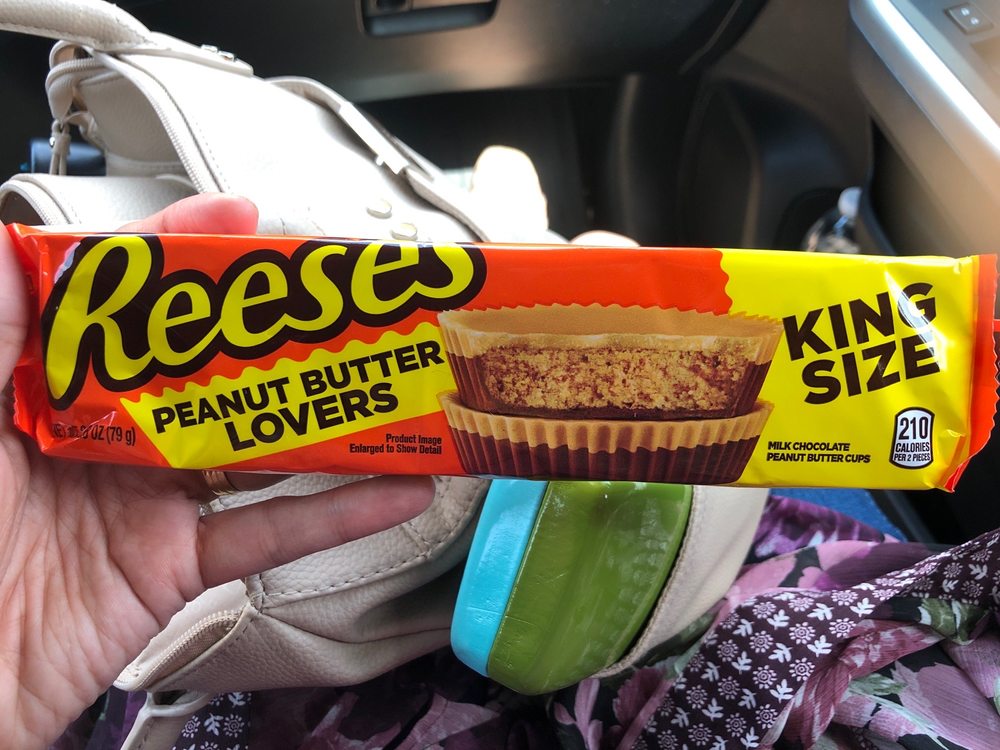 Reese's
PEANUT BUTTER
LOVERS
(79 g)
Product Image
Enlarged to Show Detail
KING
SIZE
MILK CHOCOLATE
PEANUT BUTTER CUPS
210
CALORIES
PER 2 PIECES